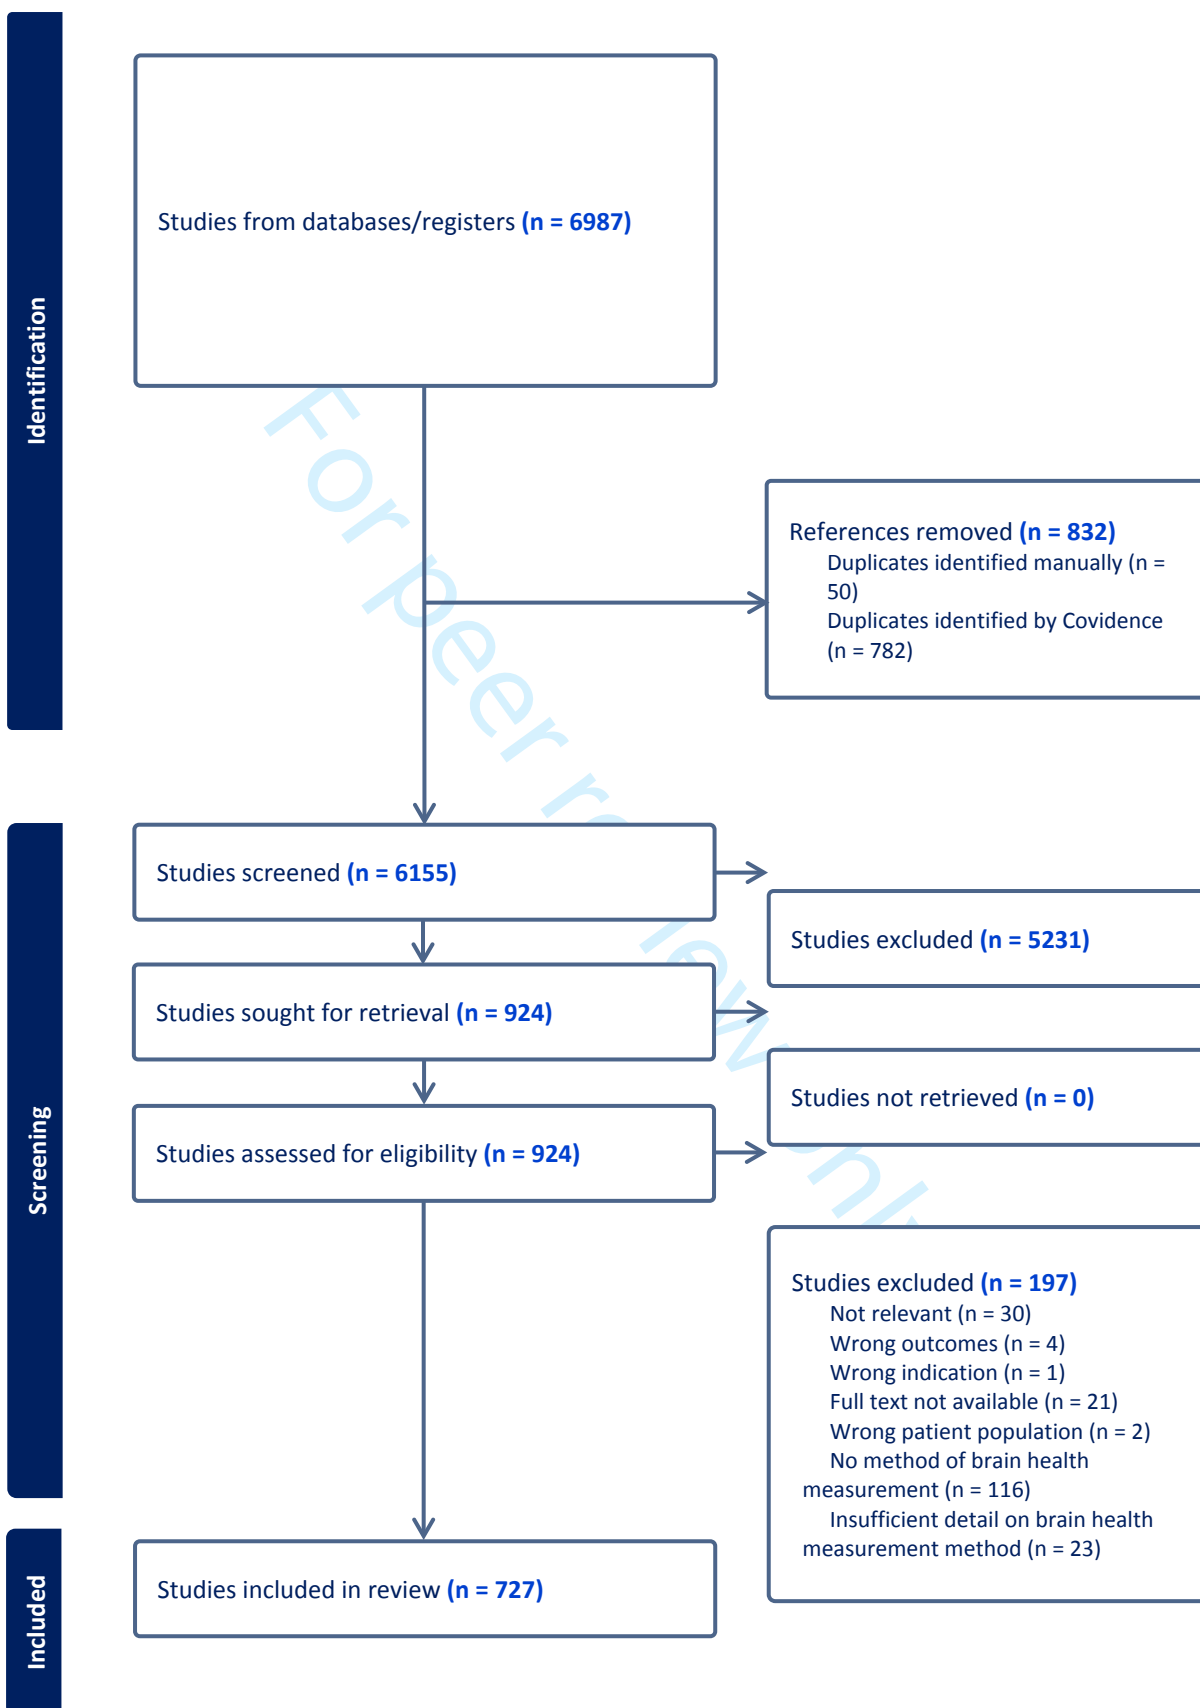 Identification
Studies from databases/registers (n = 6987)
References removed (n = 832)
Duplicates identified manually (n =
50)
Duplicates identified by Covidence
(n = 782)
Screening
Studies screened (n = 6155)
Studies excluded (n = 5231)
Studies sought for retrieval (n = 924)
Studies not retrieved (n = 0)
Studies assessed for eligibility (n = 924)
Studies excluded (n = 197)
Not relevant (n = 30)
Wrong outcomes (n = 4)
Wrong indication (n = 1)
Full text not available (n = 21)
Wrong patient population (n = 2)
No method of brain health
measurement (n = 116)
Insufficient detail on brain health
measurement method (n = 23)
Included
Studies included in review (n = 727)
For peer review only